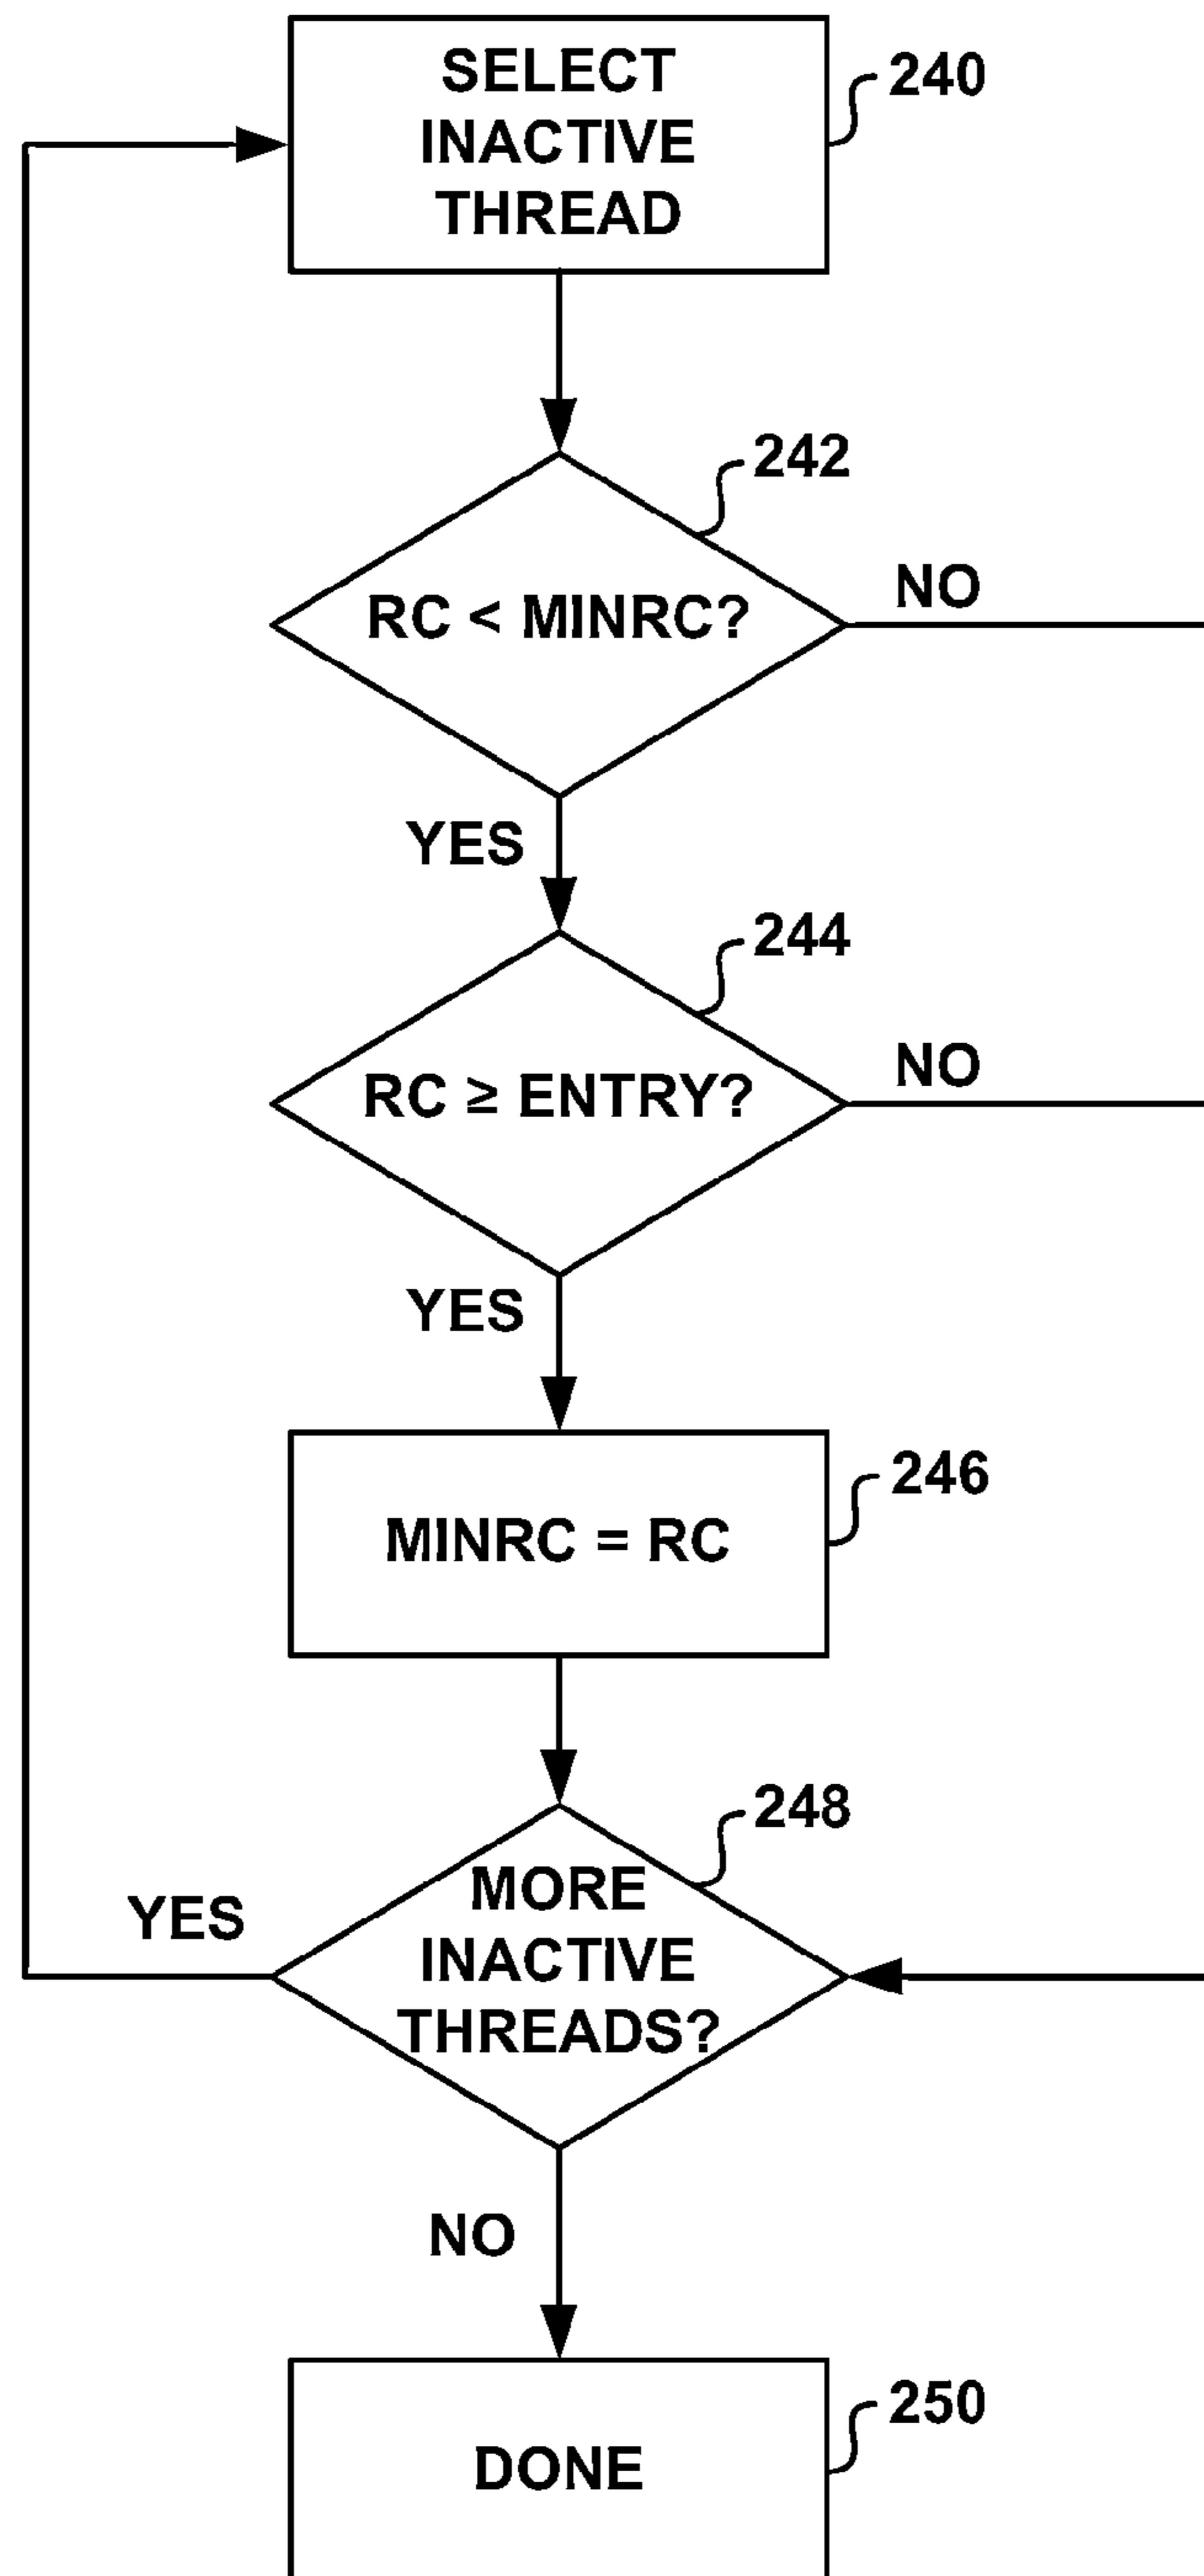 SELECT
INACTIVE
THREAD
240
242
RC < MINRC?
NO
YES
244
RC ≥ ENTRY?
NO
YES
246
MINRC = RC
248
MORE
INACTIVE
THREADS?
YES
NO
250
DONE